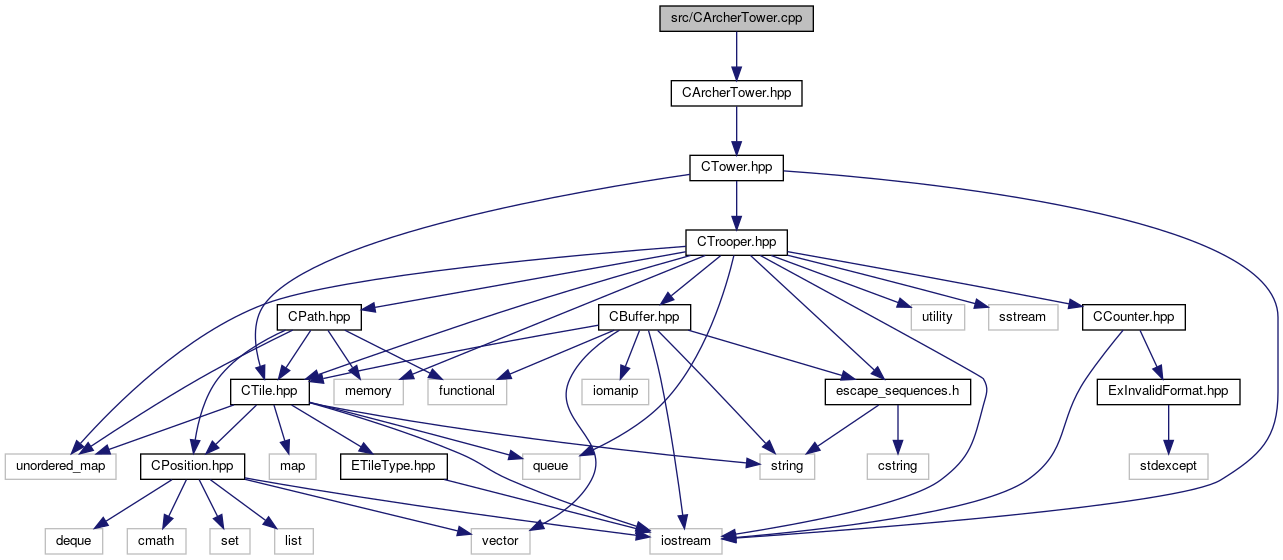 src/CArcherTower.cpp
CArcherTower.hpp
CTower.hpp
CTrooper.hpp
CPath.hpp
CBuffer.hpp
utility
sstream
CCounter.hpp
CTile.hpp
memory
functional
iomanip
escape_sequences.h
ExInvalidFormat.hpp
unordered_map
CPosition.hpp
map
ETileType.hpp
queue
string
cstring
stdexcept
deque
cmath
set
list
vector
iostream